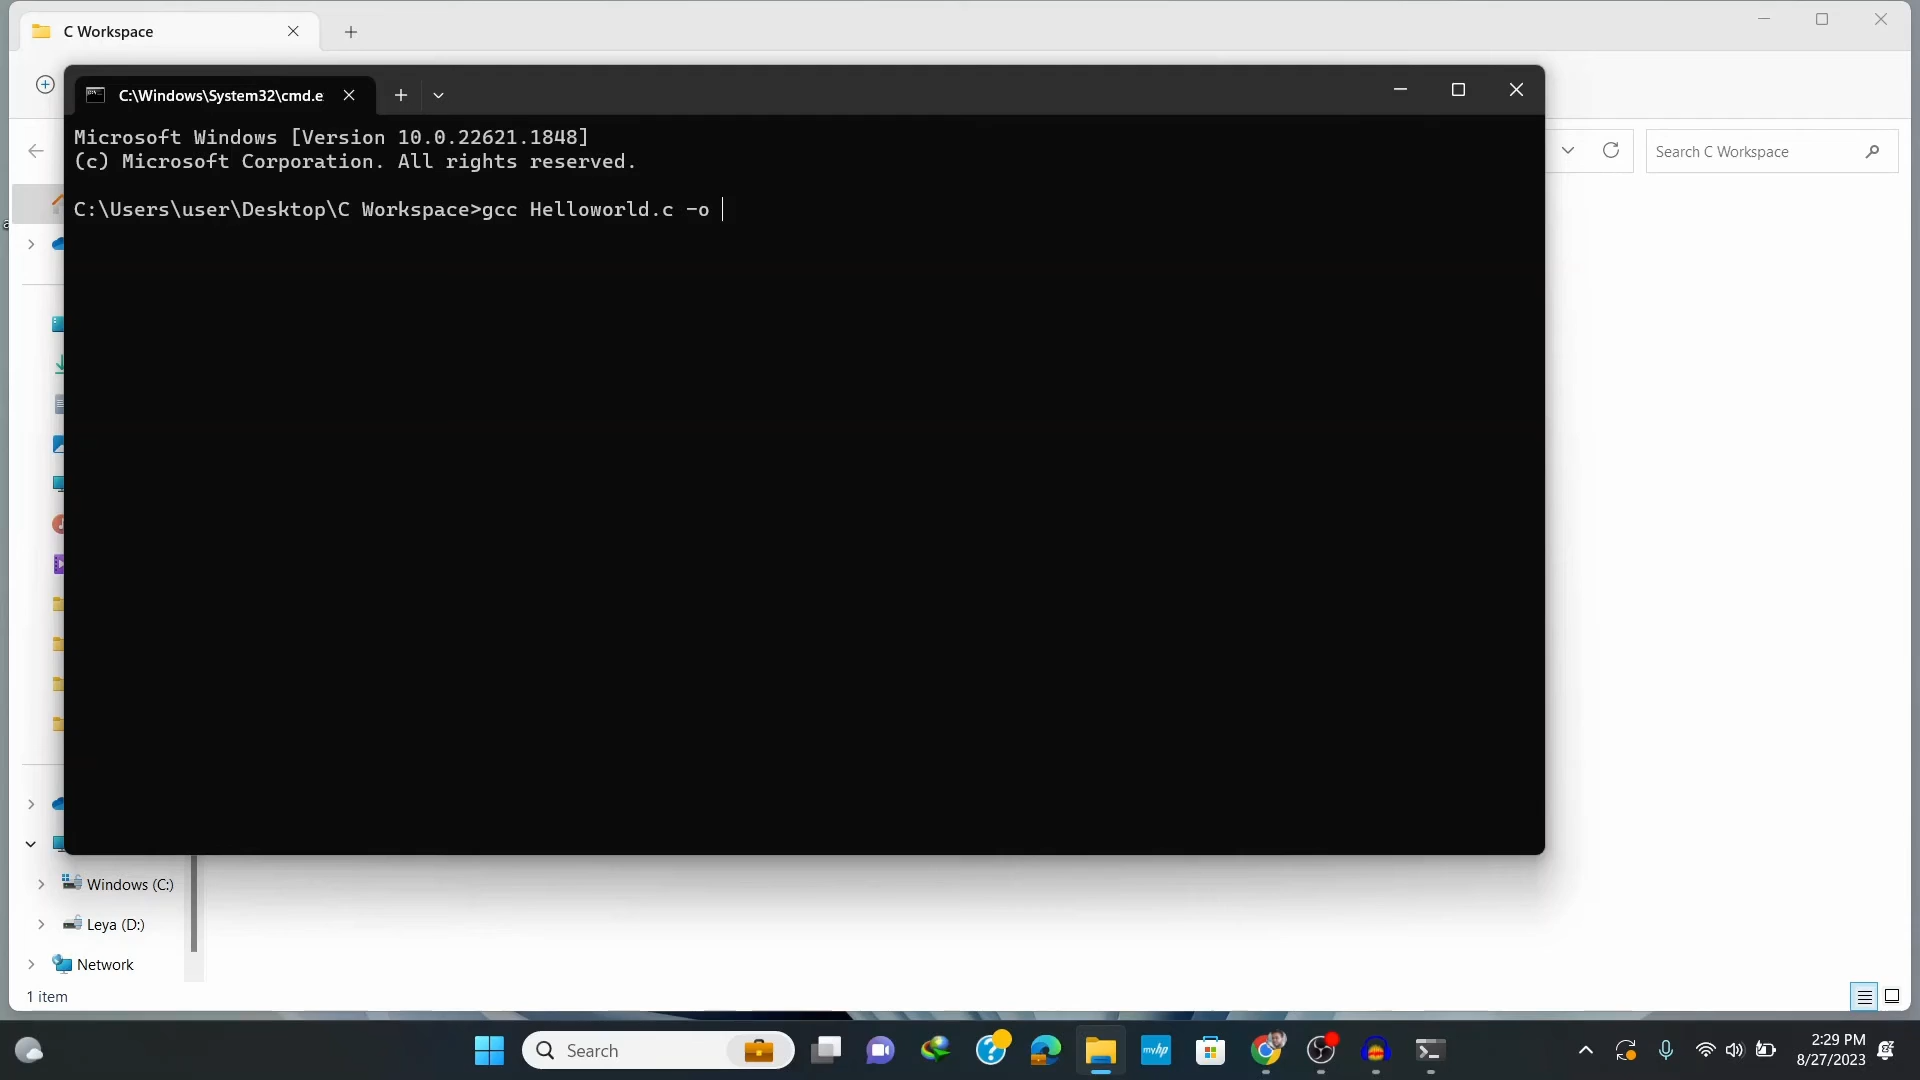 C Workspace
C:\Windows\System32\cmd.e
Microsoft Windows [Version 10.0.22621.1848]
(c) Microsoft Corporation. All rights reserved.
C:\Users\user\Desktop\C Workspace>gcc Helloworld.c -o
Search C Workspace
Windows (C:)
Leya (D:)
Network
1 item
Search
myhp
2:29 PM
8/27/2023